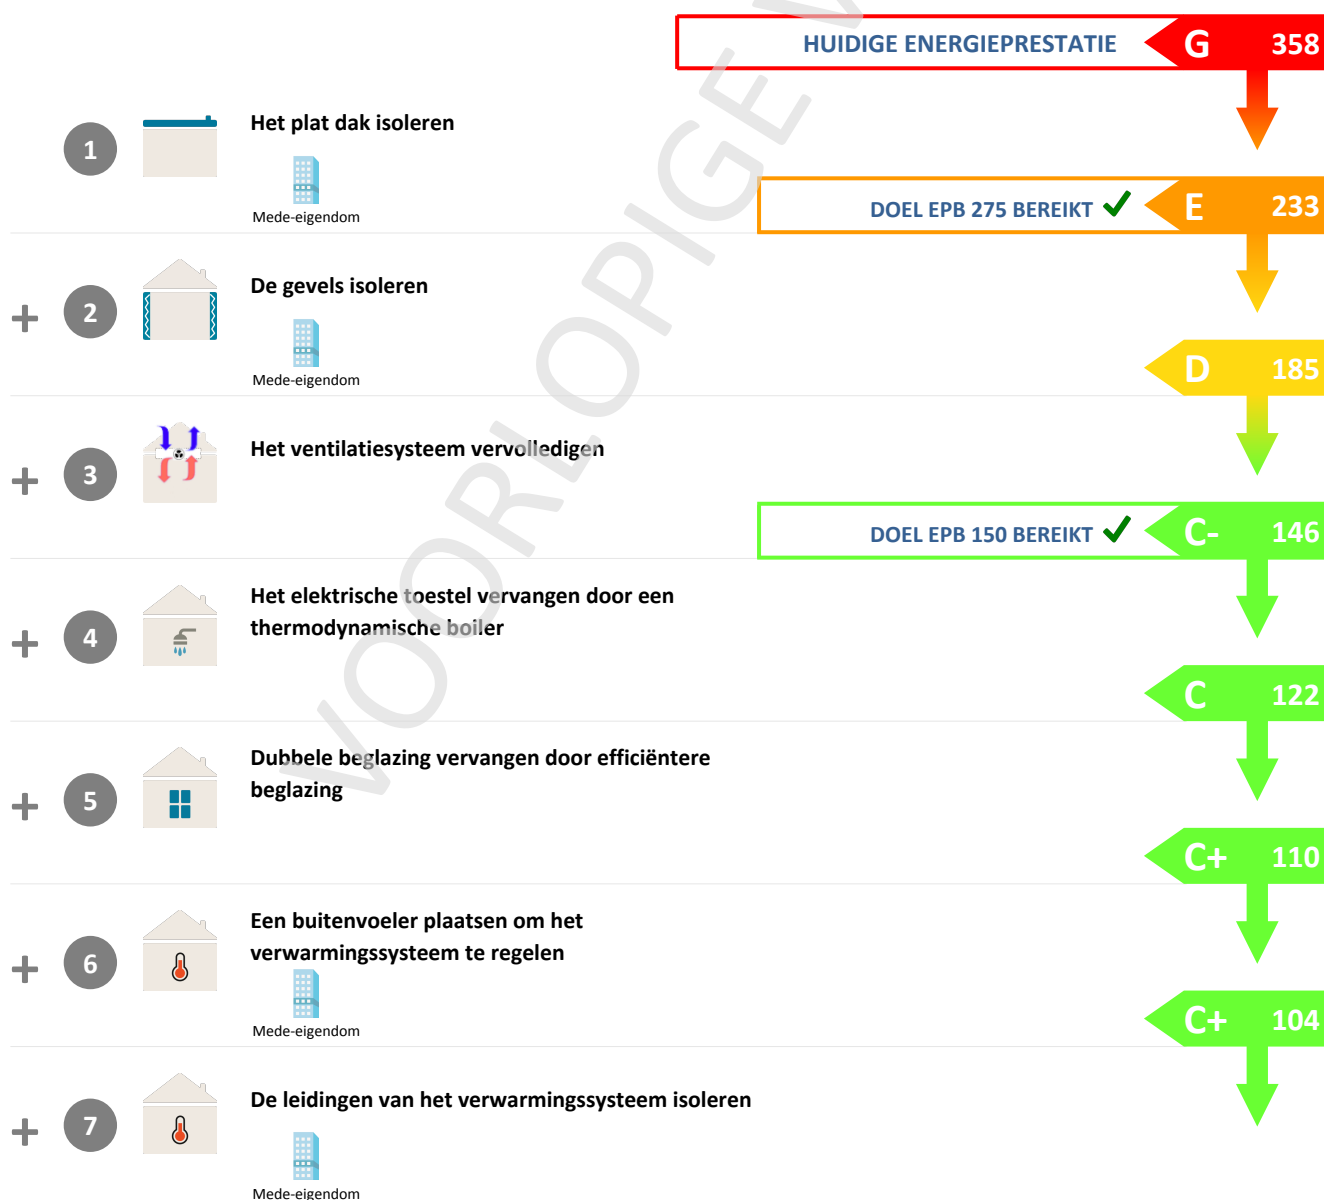 HUIDIGE ENERGIEPRESTATIE G 358
1 Het plat dak isoleren
Mede-eigendom
DOEL EPB 275 BEREIKT E 233
+ 2 De gevels isoleren
Mede-eigendom
D 185
+ 3 Het ventilatiesysteem vervolledigen
DOEL EPB 150 BEREIKT C- 146
+ 4 Het elektrische toestel vervangen door een
thermodynamische boiler
C 122
+ 5 Dubbele beglazing vervangen door efficiëntere
beglazing
C+ 110
+ 6 Een buitenvoeler plaatsen om het
verwarmingssysteem te regelen
Mede-eigendom
C+ 104
+ 7 De leidingen van het verwarmingssysteem isoleren
Mede-eigendom
VOORLOPIGE